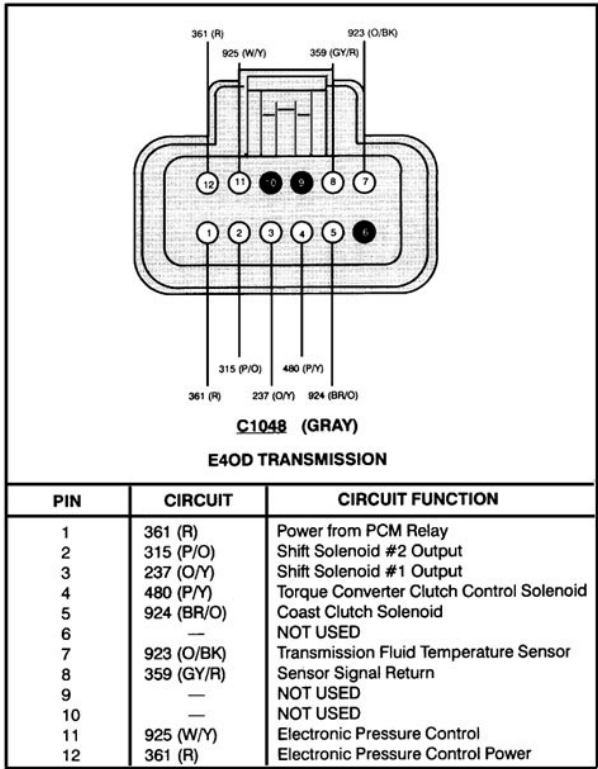 361 (R)
923 (O/BK)
925 (W/Y)
359 (GY/R)
12 11 10 9 8 7
1 2 3 4 5 6
315 (P/O)
480 (P/Y)
361 (R)
237 (O/Y)
924 (BR/O)
C1048 (GRAY)
E4OD TRANSMISSION
PIN CIRCUIT CIRCUIT FUNCTION
1 361 (R) Power from PCM Relay
2 315 (P/O) Shift Solenoid #2 Output
3 237 (O/Y) Shift Solenoid #1 Output
4 480 (P/Y) Torque Converter Clutch Control Solenoid
5 924 (BR/O) Coast Clutch Solenoid
6 — NOT USED
7 923 (O/BK) Transmission Fluid Temperature Sensor
8 359 (GY/R) Sensor Signal Return
9 — NOT USED
10 — NOT USED
11 925 (W/Y) Electronic Pressure Control
12 361 (R) Electronic Pressure Control Power